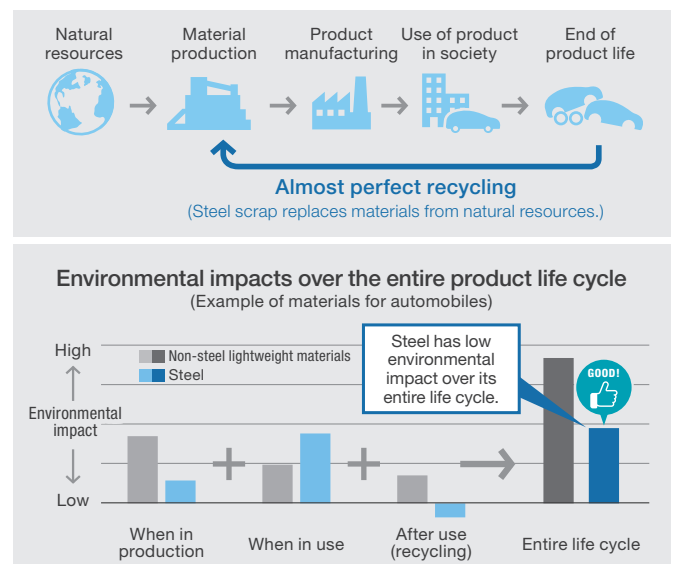 Natural
resources
Material
production
Product
manufacturing
Use of product
in society
End of
product life
Almost perfect recycling
(Steel scrap replaces materials from natural resources.)
Environmental impacts over the entire product life cycle
(Example of materials for automobiles)
High
Environmental
impact
Low
Non-steel lightweight materials
Steel
Steel has low
environmental
impact over its
entire life cycle.
GOOD!
When in
production
When in use
After use
(recycling)
Entire life cycle